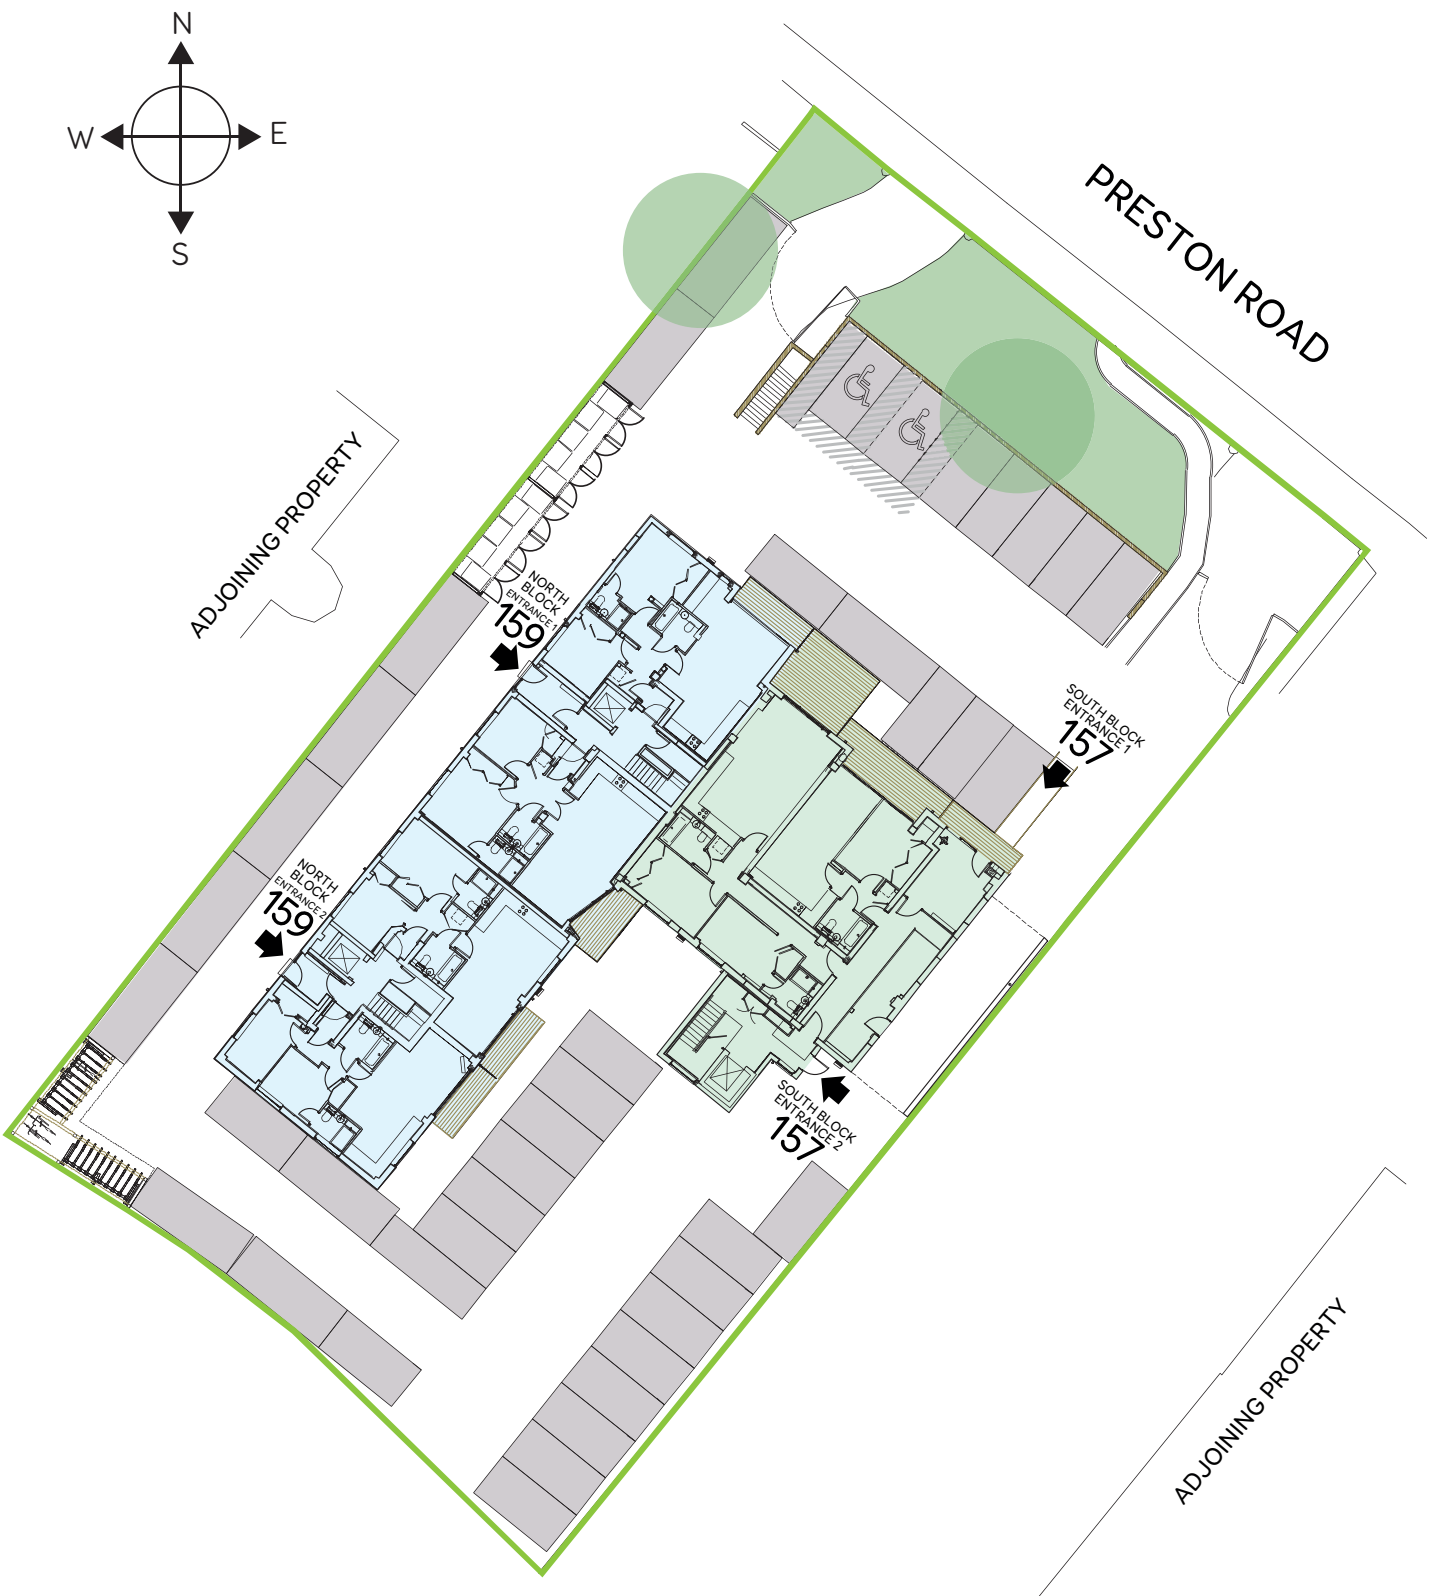 N
W
E
S
PRESTON ROAD
ADJOINING PROPERTY
NORTH
BLOCK
ENTRANCE 1
159
SOUTH BLOCK
ENTRANCE 1
157
NORTH
BLOCK
ENTRANCE 2
159
SOUTH BLOCK
ENTRANCE 2
157
ADJOINING PROPERTY